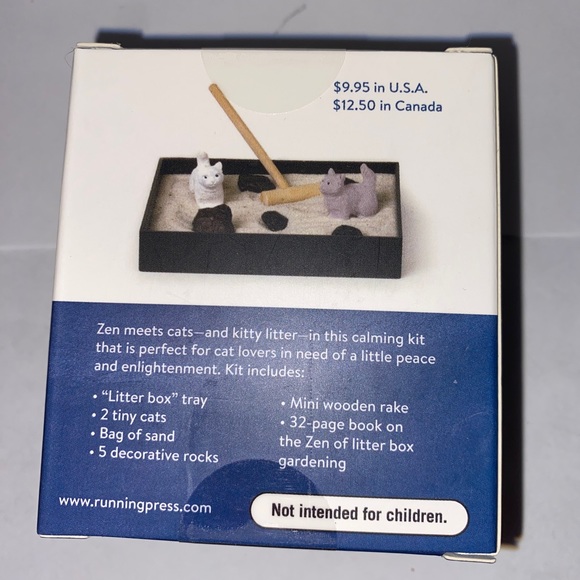 $9.95 in U.S.A.
$12.50 in Canada
Zen meets cats—and kitty litter—in this calming kit
that is perfect for cat lovers in need of a little peace
and enlightenment. Kit includes:
• “Litter box” tray
• 2 tiny cats
• Bag of sand
• 5 decorative rocks
• Mini wooden rake
• 32-page book on
the Zen of litter box
gardening
www.runningpress.com
Not intended for children.